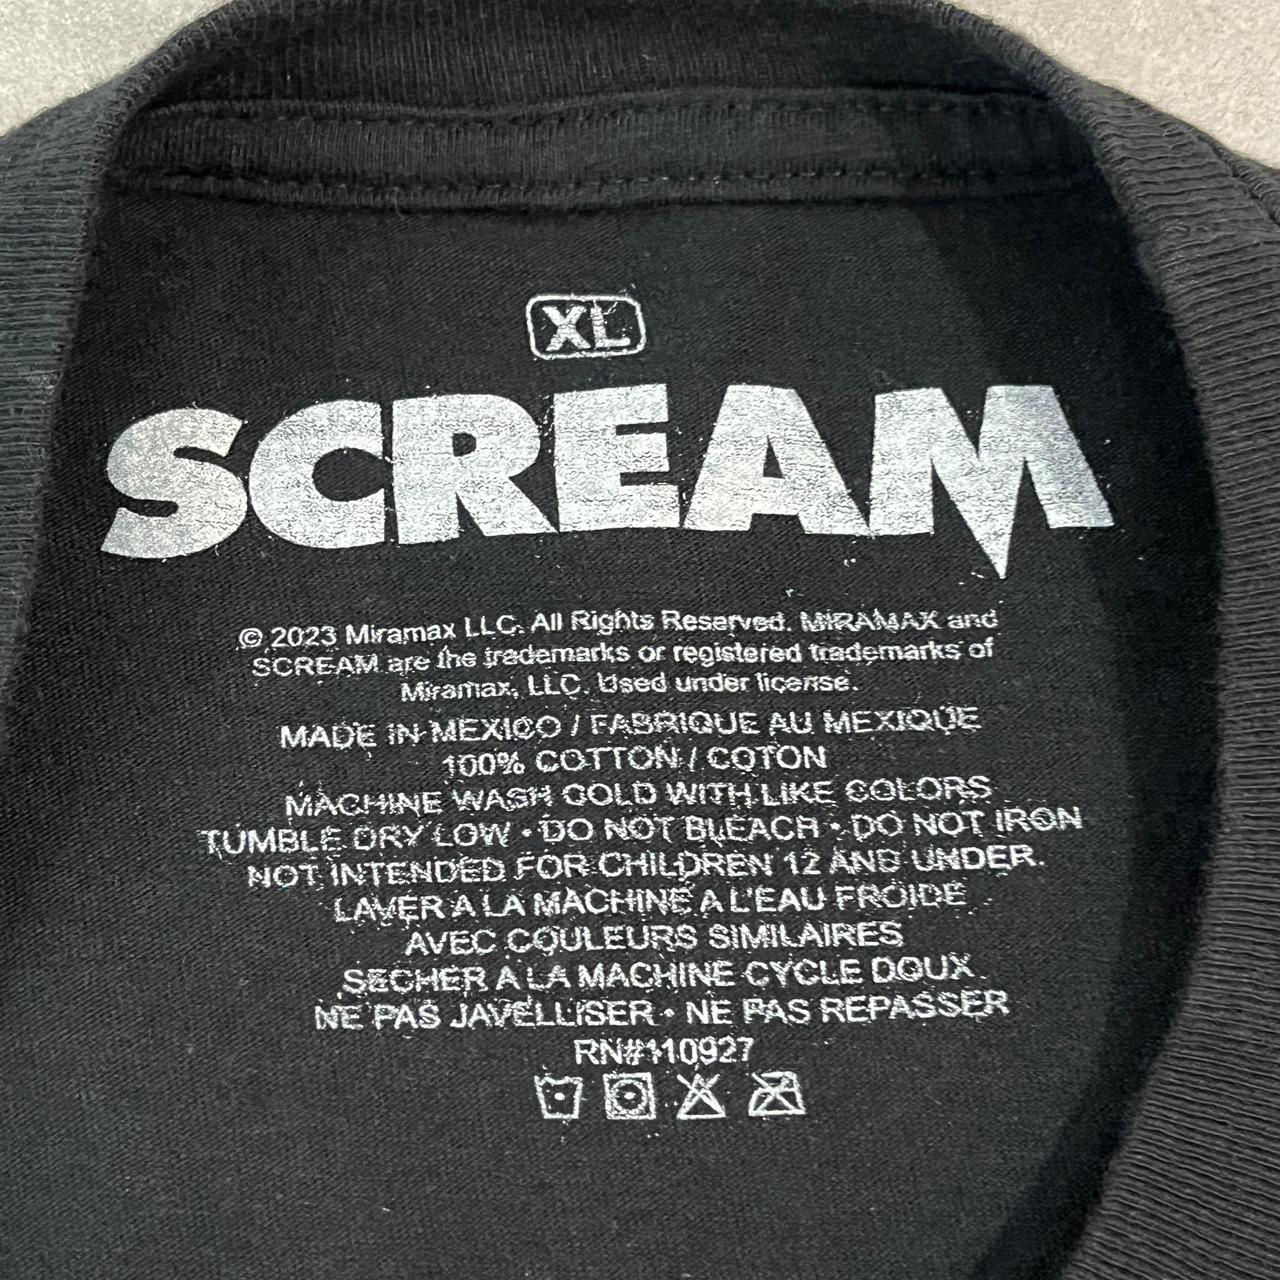 XL
SCREAM
© 2023 Miramax LLC. All Rights Reserved. MIRAMAX and
SCREAM are the trademarks or registered trademarks of
Miramax, LLC. Used under license.
MADE IN MEXICO / FABRIQUE AU MEXIQUE
100% COTTON / COTON
MACHINE WASH COLD WITH LIKE COLORS
TUMBLE DRY LOW • DO NOT BLEACH • DO NOT IRON
NOT INTENDED FOR CHILDREN 12 AND UNDER.
LAVER A LA MACHINE A L'EAU FROIDE
AVEC COULEURS SIMILAIRES
SECHER A LA MACHINE CYCLE DOUX
NE PAS JAVELLISER • NE PAS REPASSER
RN#110927